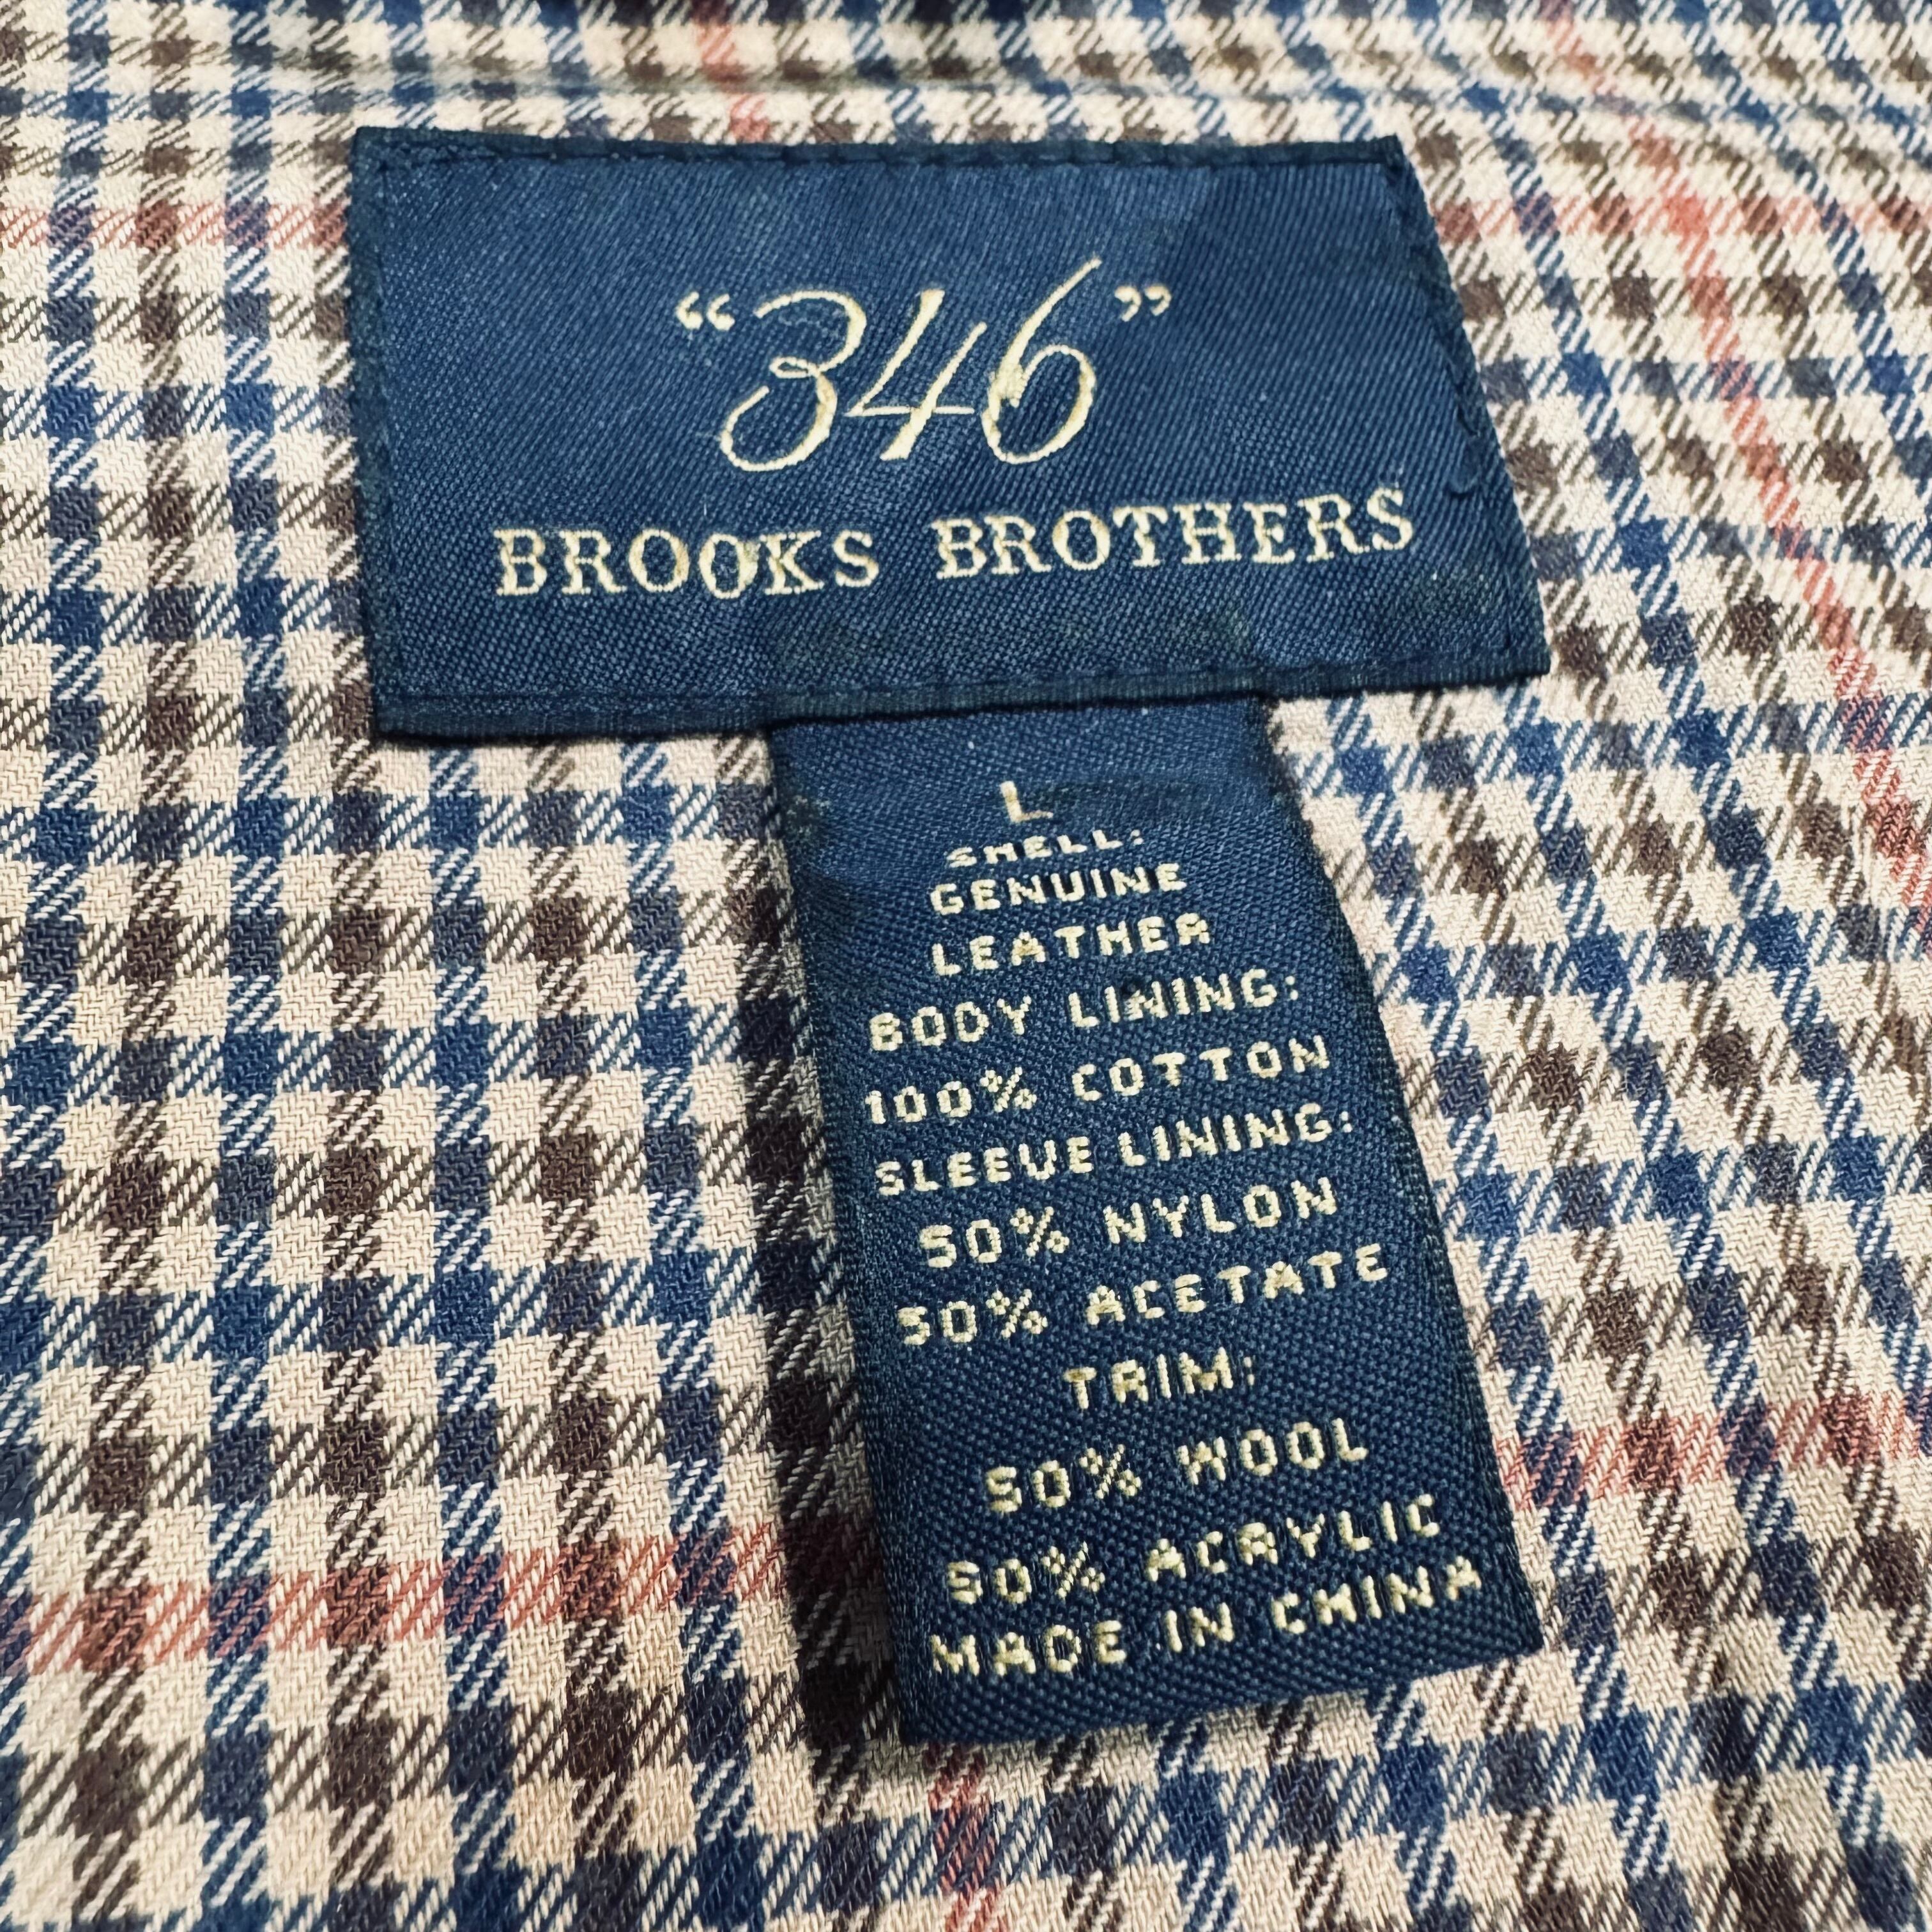 “346”
BROOKS BROTHERS
L
SHELL:
GENUINE
LEATHER
BODY LINING:
100% COTTON
SLEEVE LINING:
50% NYLON
50% ACETATE
TRIM:
50% WOOL
50% ACRYLIC
MADE IN CHINA